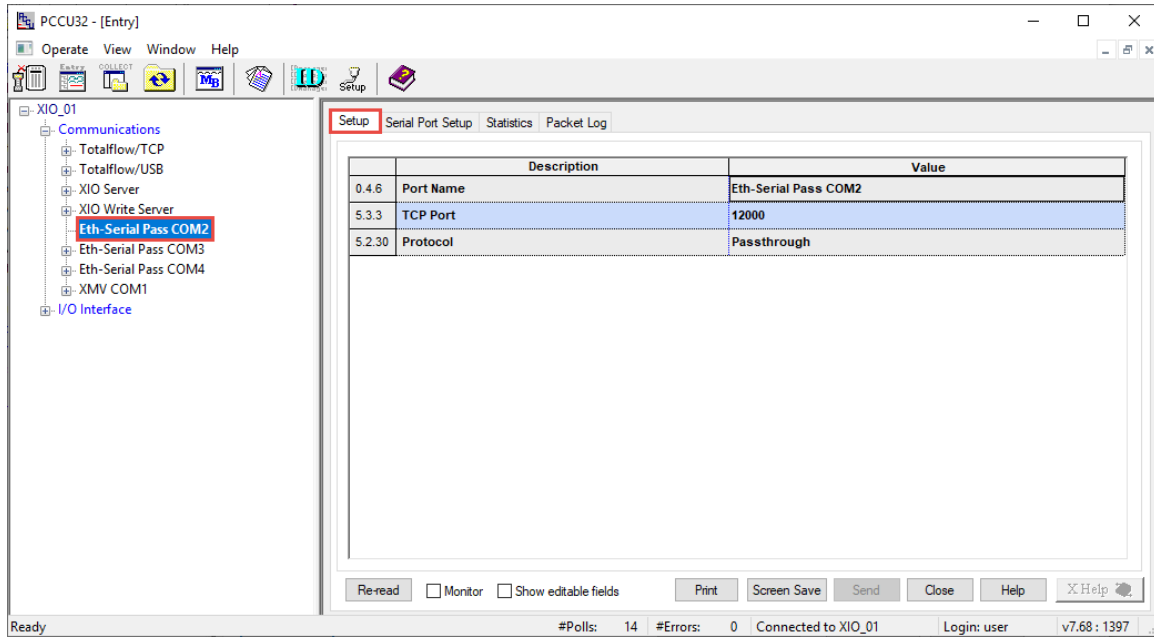 PCCU32 - [Entry]
Operate View Window Help
Entry COLLECT MB Setup
XIO_01
Communications
Totalflow/TCP
Totalflow/USB
XIO Server
XIO Write Server
Eth-Serial Pass COM2
Eth-Serial Pass COM3
Eth-Serial Pass COM4
XMV COM1
I/O Interface
Setup Serial Port Setup Statistics Packet Log
Description Value
0.4.6 Port Name Eth-Serial Pass COM2
5.3.3 TCP Port 12000
5.2.30 Protocol Passthrough
Re-read Monitor Show editable fields Print Screen Save Send Close Help X Help
Ready #Polls: 14 #Errors: 0 Connected to XIO_01 Login: user v7.68 : 1397